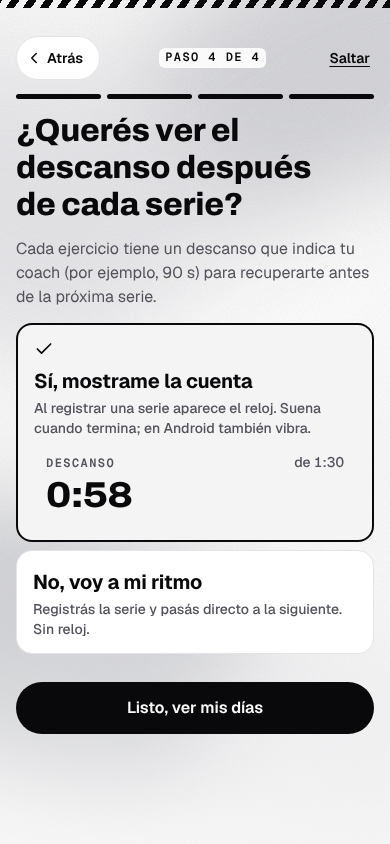 Atrás
PASO 4 DE 4
Saltar
¿Querés ver el
descanso después
de cada serie?
Cada ejercicio tiene un descanso que indica tu
coach (por ejemplo, 90 s) para recuperarte antes
de la próxima serie.
Sí, mostrame la cuenta
Al registrar una serie aparece el reloj. Suena
cuando termina; en Android también vibra.
DESCANSO
de 1:30
0:58
No, voy a mi ritmo
Registrás la serie y pasás directo a la siguiente.
Sin reloj.
Listo, ver mis días